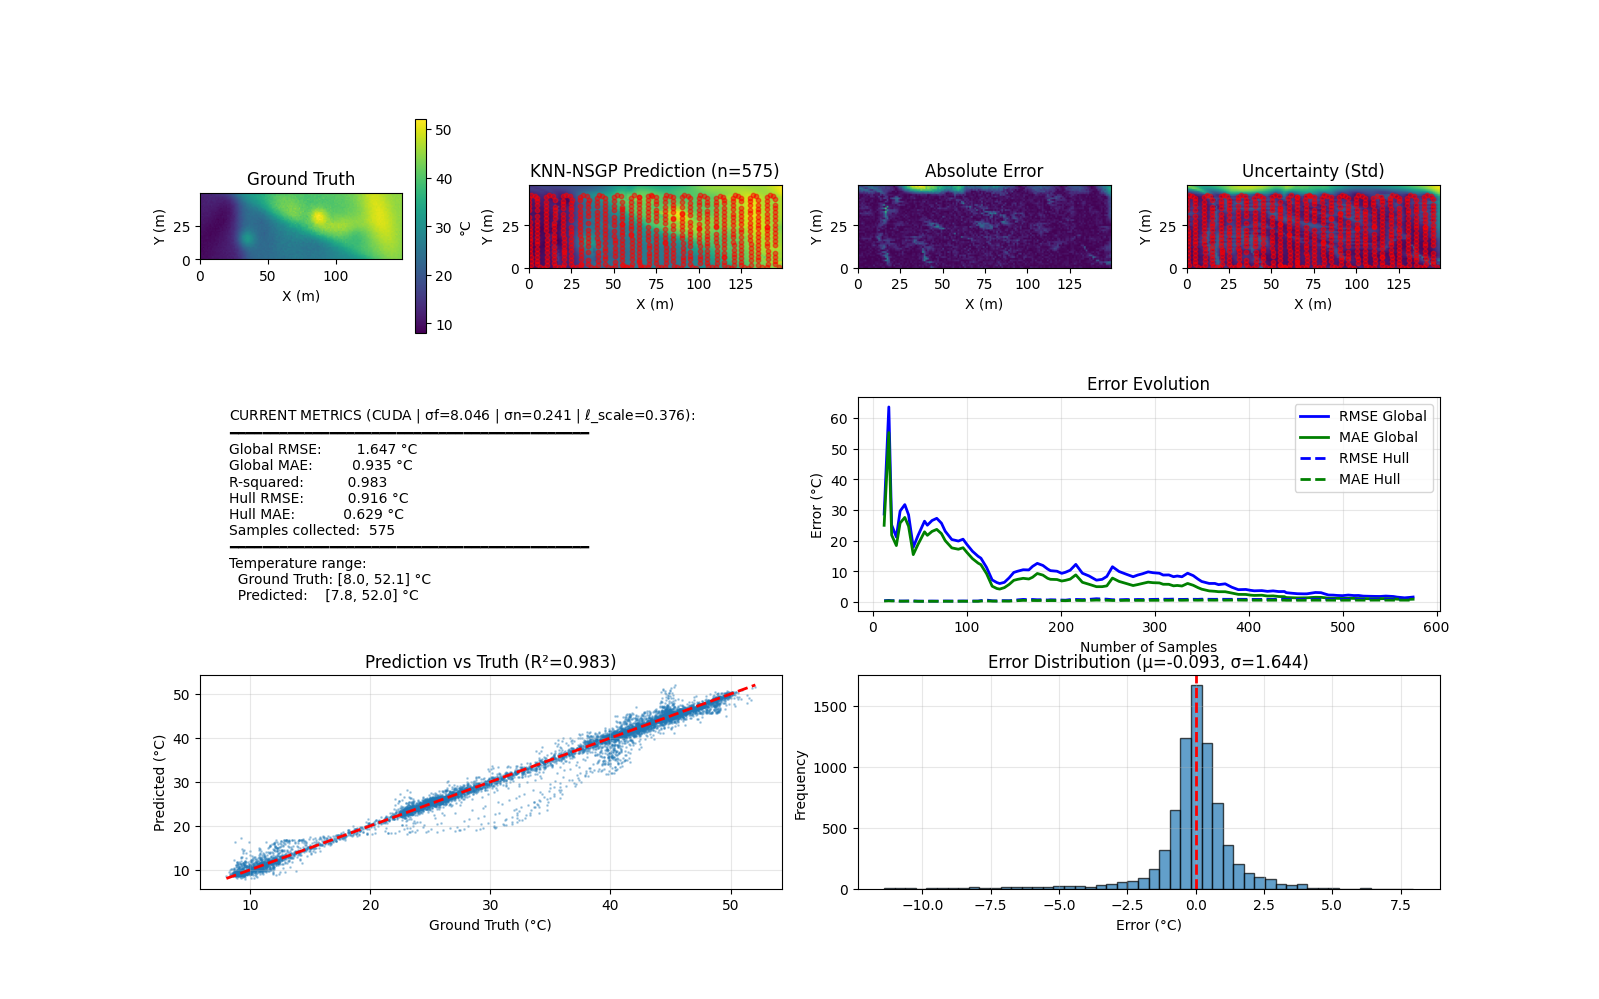 Ground Truth
Y (m)
25
0
0
50
100
X (m)
50
40
30
20
10
°C
KNN-NSGP Prediction (n=575)
Y (m)
25
0
0
25
50
75
100
125
X (m)
Absolute Error
Y (m)
25
0
0
25
50
75
100
125
X (m)
Uncertainty (Std)
Y (m)
25
0
0
25
50
75
100
125
X (m)
CURRENT METRICS (CUDA | σf=8.046 | σn=0.241 | ℓ_scale=0.376):
Global RMSE: 1.647 °C
Global MAE: 0.935 °C
R-squared: 0.983
Hull RMSE: 0.916 °C
Hull MAE: 0.629 °C
Samples collected: 575
Temperature range:
Ground Truth: [8.0, 52.1] °C
Predicted: [7.8, 52.0] °C
Error Evolution
Error (°C)
60
50
40
30
20
10
0
RMSE Global
MAE Global
RMSE Hull
MAE Hull
0
100
200
300
400
500
600
Number of Samples
Prediction vs Truth (R²=0.983)
Predicted (°C)
50
40
30
20
10
10
20
30
40
50
Ground Truth (°C)
Error Distribution (μ=-0.093, σ=1.644)
Frequency
1500
1000
500
0
−10.0
−7.5
−5.0
−2.5
0.0
2.5
5.0
7.5
Error (°C)